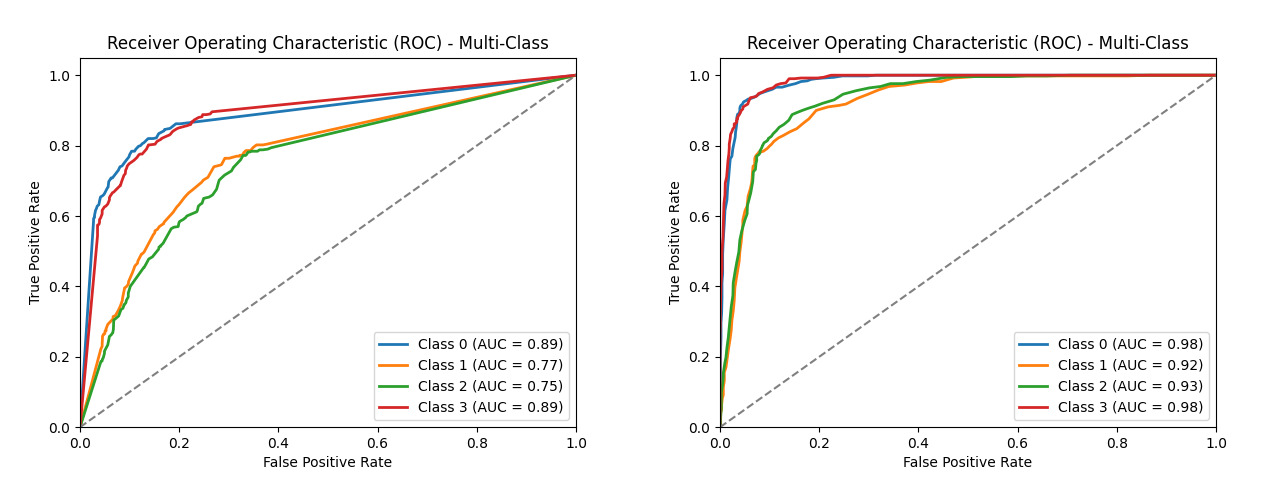 Receiver Operating Characteristic (ROC) - Multi-Class
True Positive Rate
1.0
0.8
0.6
0.4
0.2
0.0
Class 0 (AUC = 0.89)
Class 1 (AUC = 0.77)
Class 2 (AUC = 0.75)
Class 3 (AUC = 0.89)
0.0 0.2 0.4 0.6 0.8 1.0
False Positive Rate
Receiver Operating Characteristic (ROC) - Multi-Class
True Positive Rate
1.0
0.8
0.6
0.4
0.2
0.0
Class 0 (AUC = 0.98)
Class 1 (AUC = 0.92)
Class 2 (AUC = 0.93)
Class 3 (AUC = 0.98)
0.0 0.2 0.4 0.6 0.8 1.0
False Positive Rate